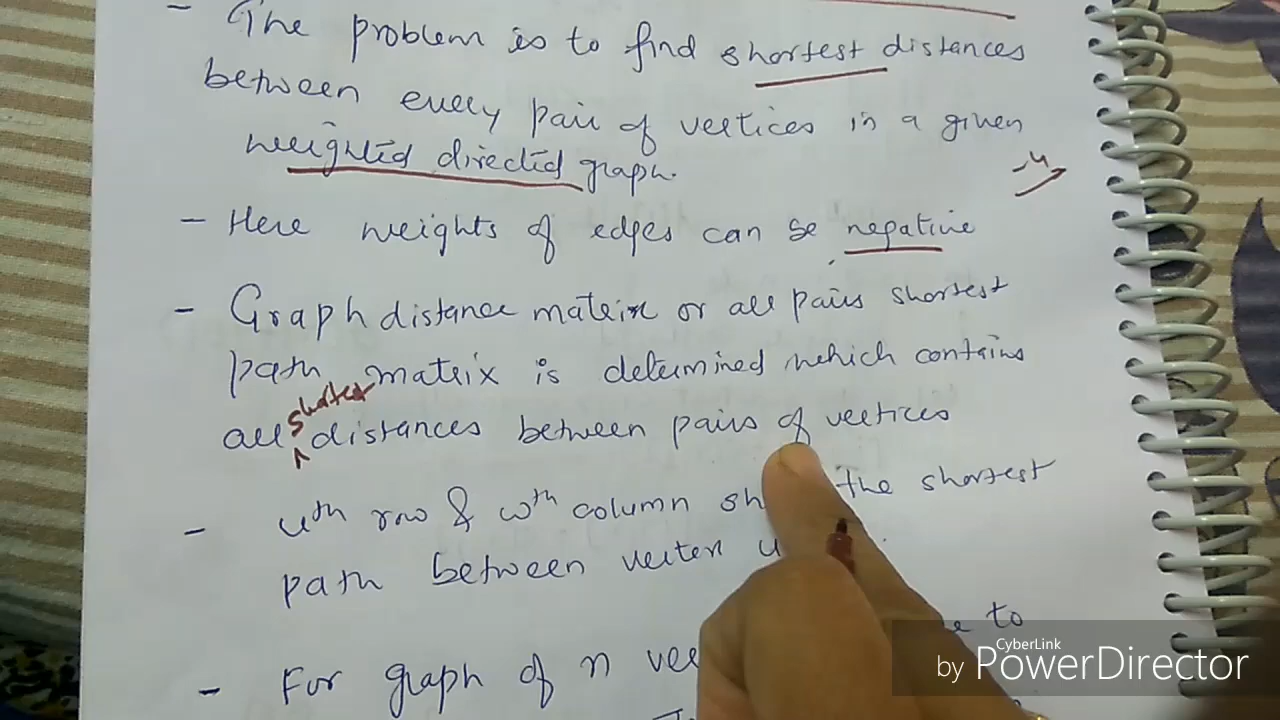 - The problem is to find shortest distances
between every pair of vertices in a given
weighted directed graph.
-4
- Here weights of edges can be negative
- Graph distance matrix or all pairs shortest
path matrix is determined which contains
all shortest distances between pairs of vertices
- uth row & wth column sh the shortest
path between vertex u
- For graph of n ve to
CyberLink
by PowerDirector